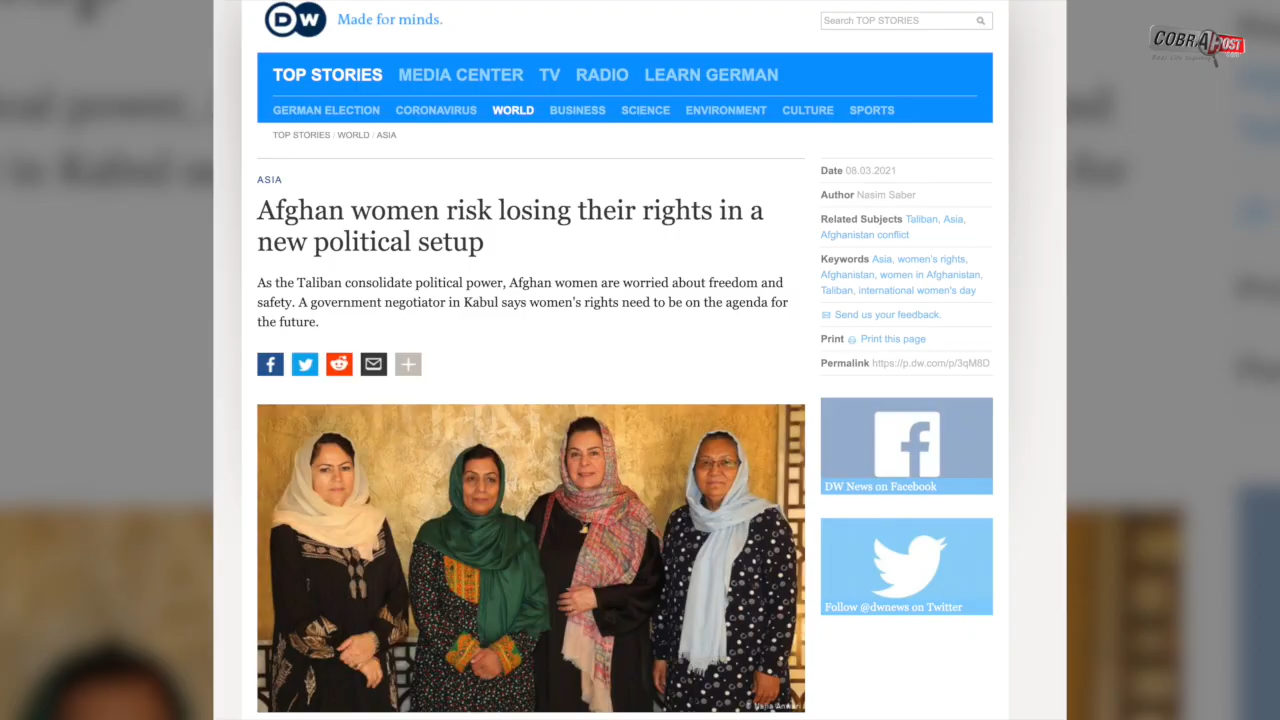 DW Made for minds.
Search TOP STORIES
COBRAPOST
.COM
TOP STORIES MEDIA CENTER TV RADIO LEARN GERMAN
GERMAN ELECTION CORONAVIRUS WORLD BUSINESS SCIENCE ENVIRONMENT CULTURE SPORTS
TOP STORIES / WORLD / ASIA
ASIA
Afghan women risk losing their rights in a
new political setup
As the Taliban consolidate political power, Afghan women are worried about freedom and
safety. A government negotiator in Kabul says women's rights need to be on the agenda for
the future.
Date 08.03.2021
Author Nasim Saber
Related Subjects Taliban, Asia,
Afghanistan conflict
Keywords Asia, women's rights,
Afghanistan, women in Afghanistan,
Taliban, international women's day
Send us your feedback.
Print Print this page
Permalink https://p.dw.com/p/3qM8D
DW News on Facebook
Follow @dwnews on Twitter